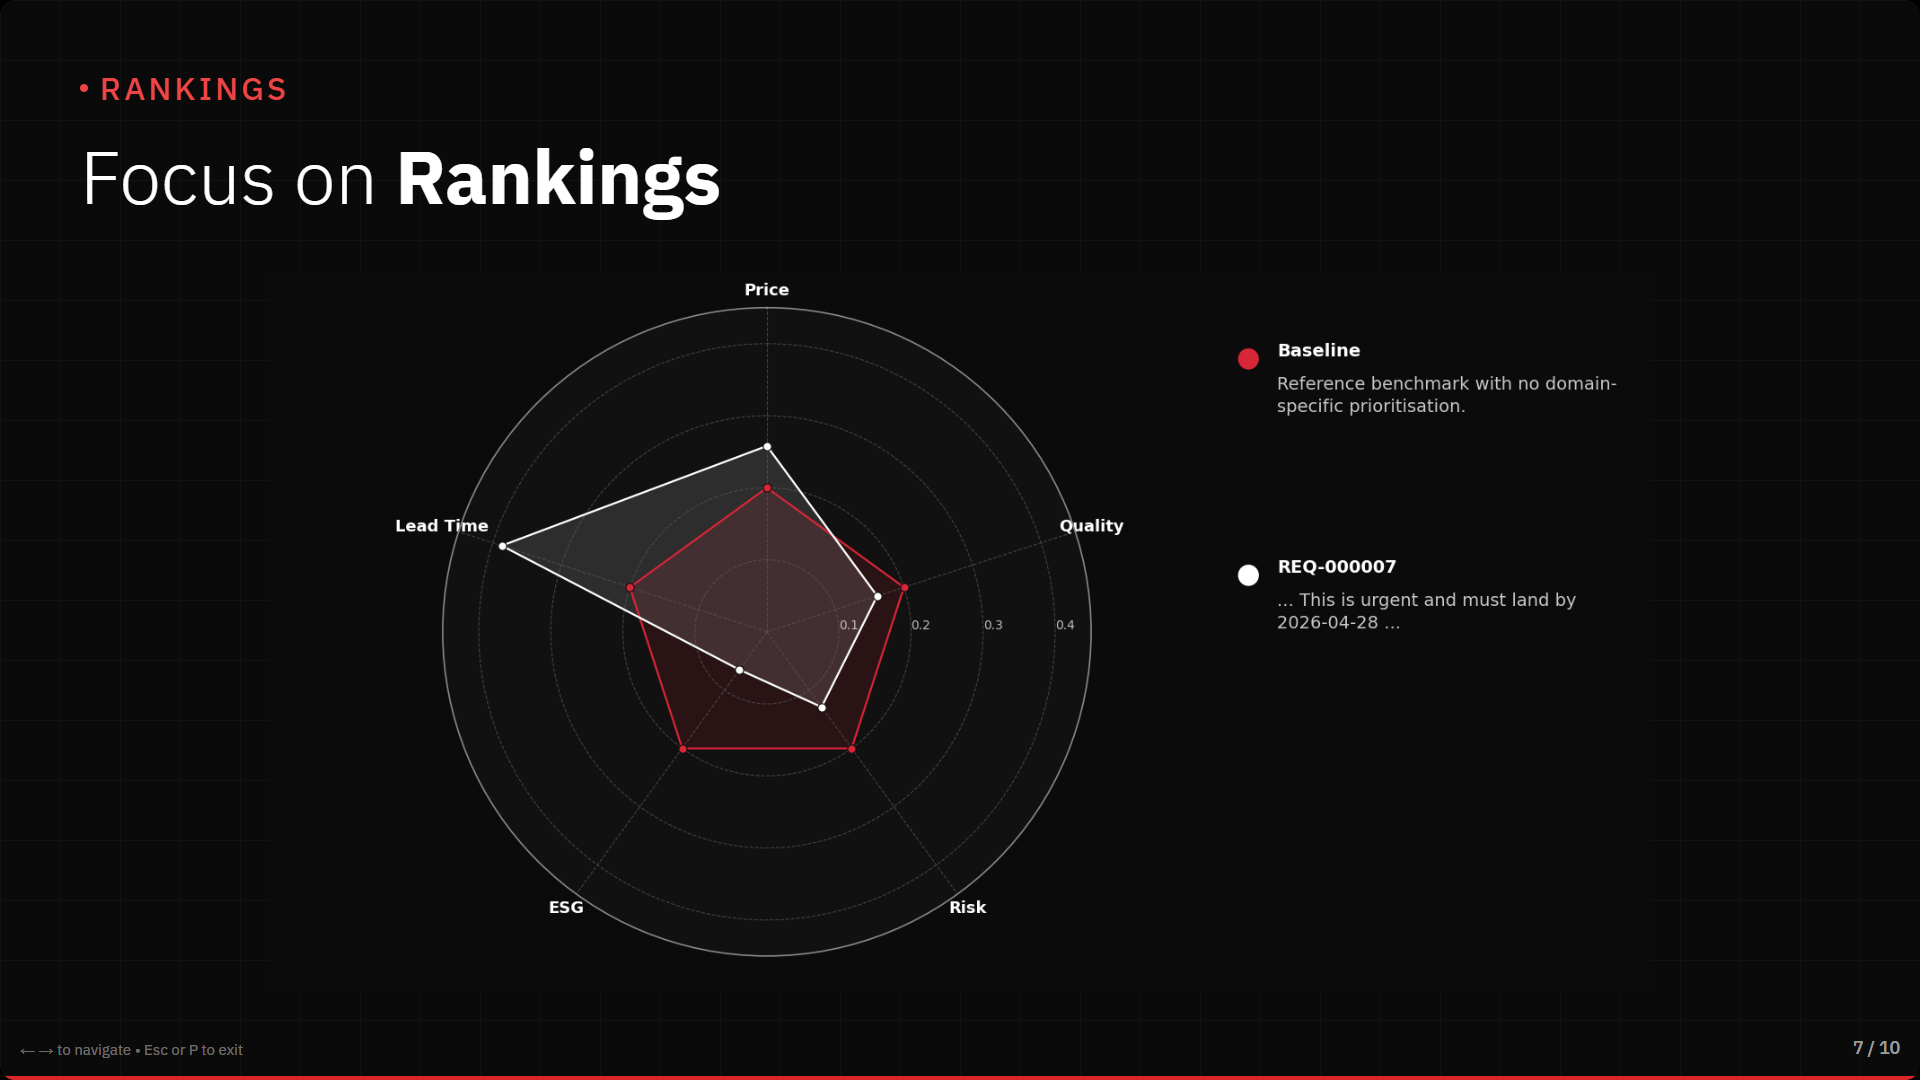 • RANKINGS
Focus on Rankings
Price
Lead Time
Quality
0.1
0.2
0.3
0.4
ESG
Risk
Baseline
Reference benchmark with no domain-
specific prioritisation.
REQ-000007
... This is urgent and must land by
2026-04-28 ...
←→ to navigate • Esc or P to exit
7 / 10